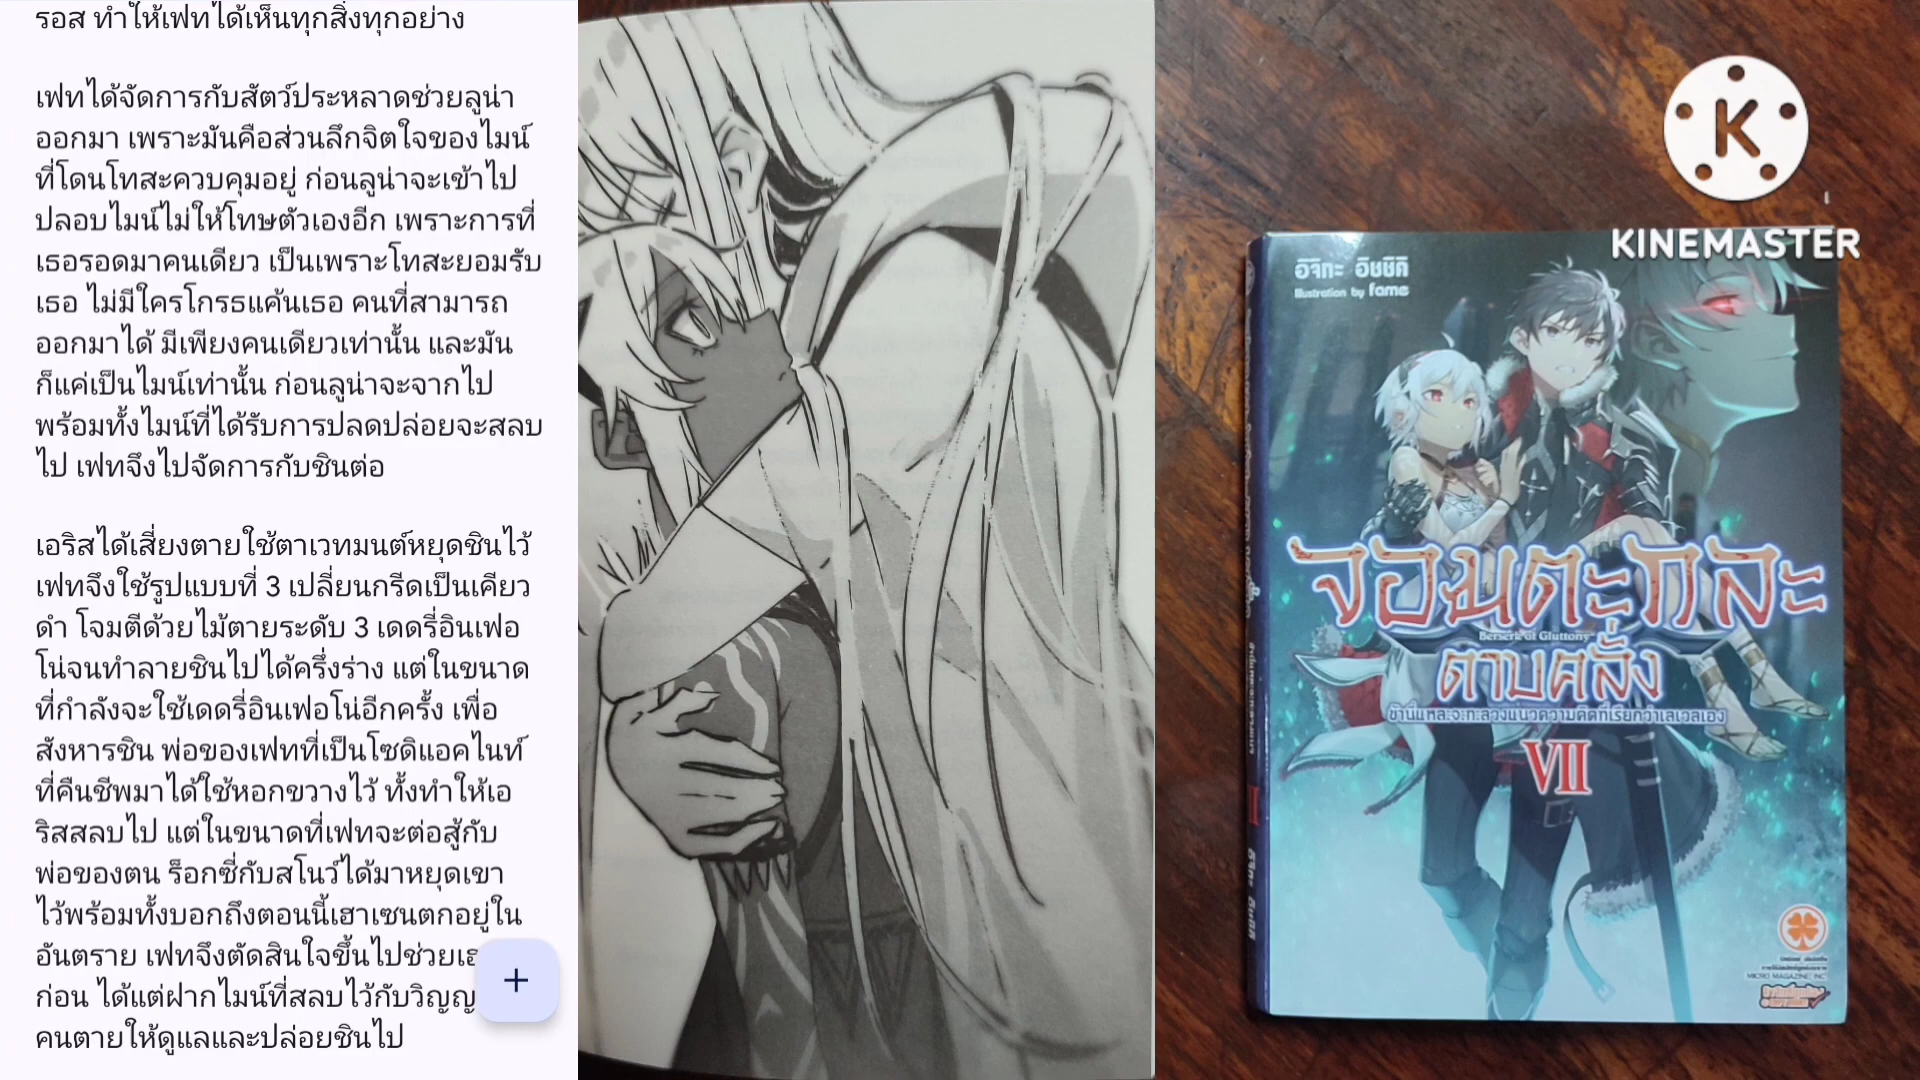 รอส ทำให้เฟทได้เห็นทุกสิ่งทุกอย่าง
เฟทได้จัดการกับสัตว์ประหลาดช่วยลูน่า
ออกมา เพราะมันคือส่วนลึกจิตใจของไมน์
ที่โดนโทสะควบคุมอยู่ ก่อนลูน่าจะเข้าไป
ปลอบไมน์ไม่ให้โทษตัวเองอีก เพราะการที่
เธอรอดมาคนเดียว เป็นเพราะโทสะยอมรับ
เธอ ไม่มีใครโกรธแค้นเธอ คนที่สามารถ
ออกมาได้ มีเพียงคนเดียวเท่านั้น และมัน
ก็แค่เป็นไมน์เท่านั้น ก่อนลูน่าจะจากไป
พร้อมทั้งไมน์ที่ได้รับการปลดปล่อยจะสลบ
ไป เฟทจึงไปจัดการกับชินต่อ
เอริสได้เสี่ยงตายใช้ตาเวทมนต์หยุดชินไว้
เฟทจึงใช้รูปแบบที่ 3 เปลี่ยนกรีดเป็นเคียว
ดำ โจมตีด้วยไม้ตายระดับ 3 เดดรี่อินเฟอ
โน่จนทำลายชินไปได้ครึ่งร่าง แต่ในขนาด
ที่กำลังจะใช้เดดรี่อินเฟอโน่อีกครั้ง เพื่อ
สังหารชิน พ่อของเฟทที่เป็นโซดิแอคไนท์
ที่คืนชีพมาได้ใช้หอกขวางไว้ ทั้งทำให้เอ
ริสสลบไป แต่ในขนาดที่เฟทจะต่อสู้กับ
พ่อของตน ร็อกซี่กับสโนว์ได้มาหยุดเขา
ไว้พร้อมทั้งบอกถึงตอนนี้เฮาเซนตกอยู่ใน
อันตราย เฟทจึงตัดสินใจขึ้นไปช่วยเฮ
ก่อน ได้แต่ฝากไมน์ที่สลบไว้กับวิญญ
คนตายให้ดูแลและปล่อยชินไป
K
KINEMASTER
อิจิกะ อิชชิกิ
Illustration by fame
จอมตะกละ
Berserk of Gluttony
ดาบคลั่ง
ข้านี่แหละจะทะลวงแนวความคิดที่เรียกว่าเลเวลเอง
VII
MICRO MAGAZINE, INC.